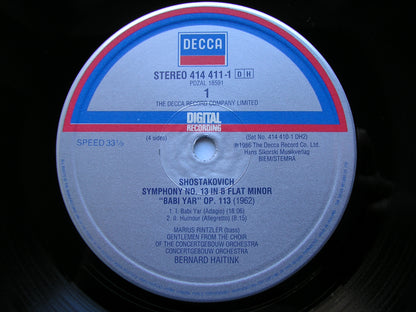 DECCA
STEREO 414 411-1 DH
PDZAL 18591
1
THE DECCA RECORD COMPANY LIMITED
DIGITAL
RECORDING
SPEED 33⅓
(4 sides)
(Set No. 414 410-1 DH2)
℗1986 The Decca Record Co. Ltd.
Hans Sikorski Musikverlag
BIEM/STEMRA
SHOSTAKOVICH
SYMPHONY NO. 13 IN B FLAT MINOR
"BABI YAR" OP. 113 (1962)
1. I. Babi Yar (Adagio) (18.06)
2. II. Humour (Allegretto) (8.15)
MARIUS RINTZLER (bass)
GENTLEMEN FROM THE CHOIR
OF THE CONCERTGEBOUW ORCHESTRA
CONCERTGEBOUW ORCHESTRA
BERNARD HAITINK